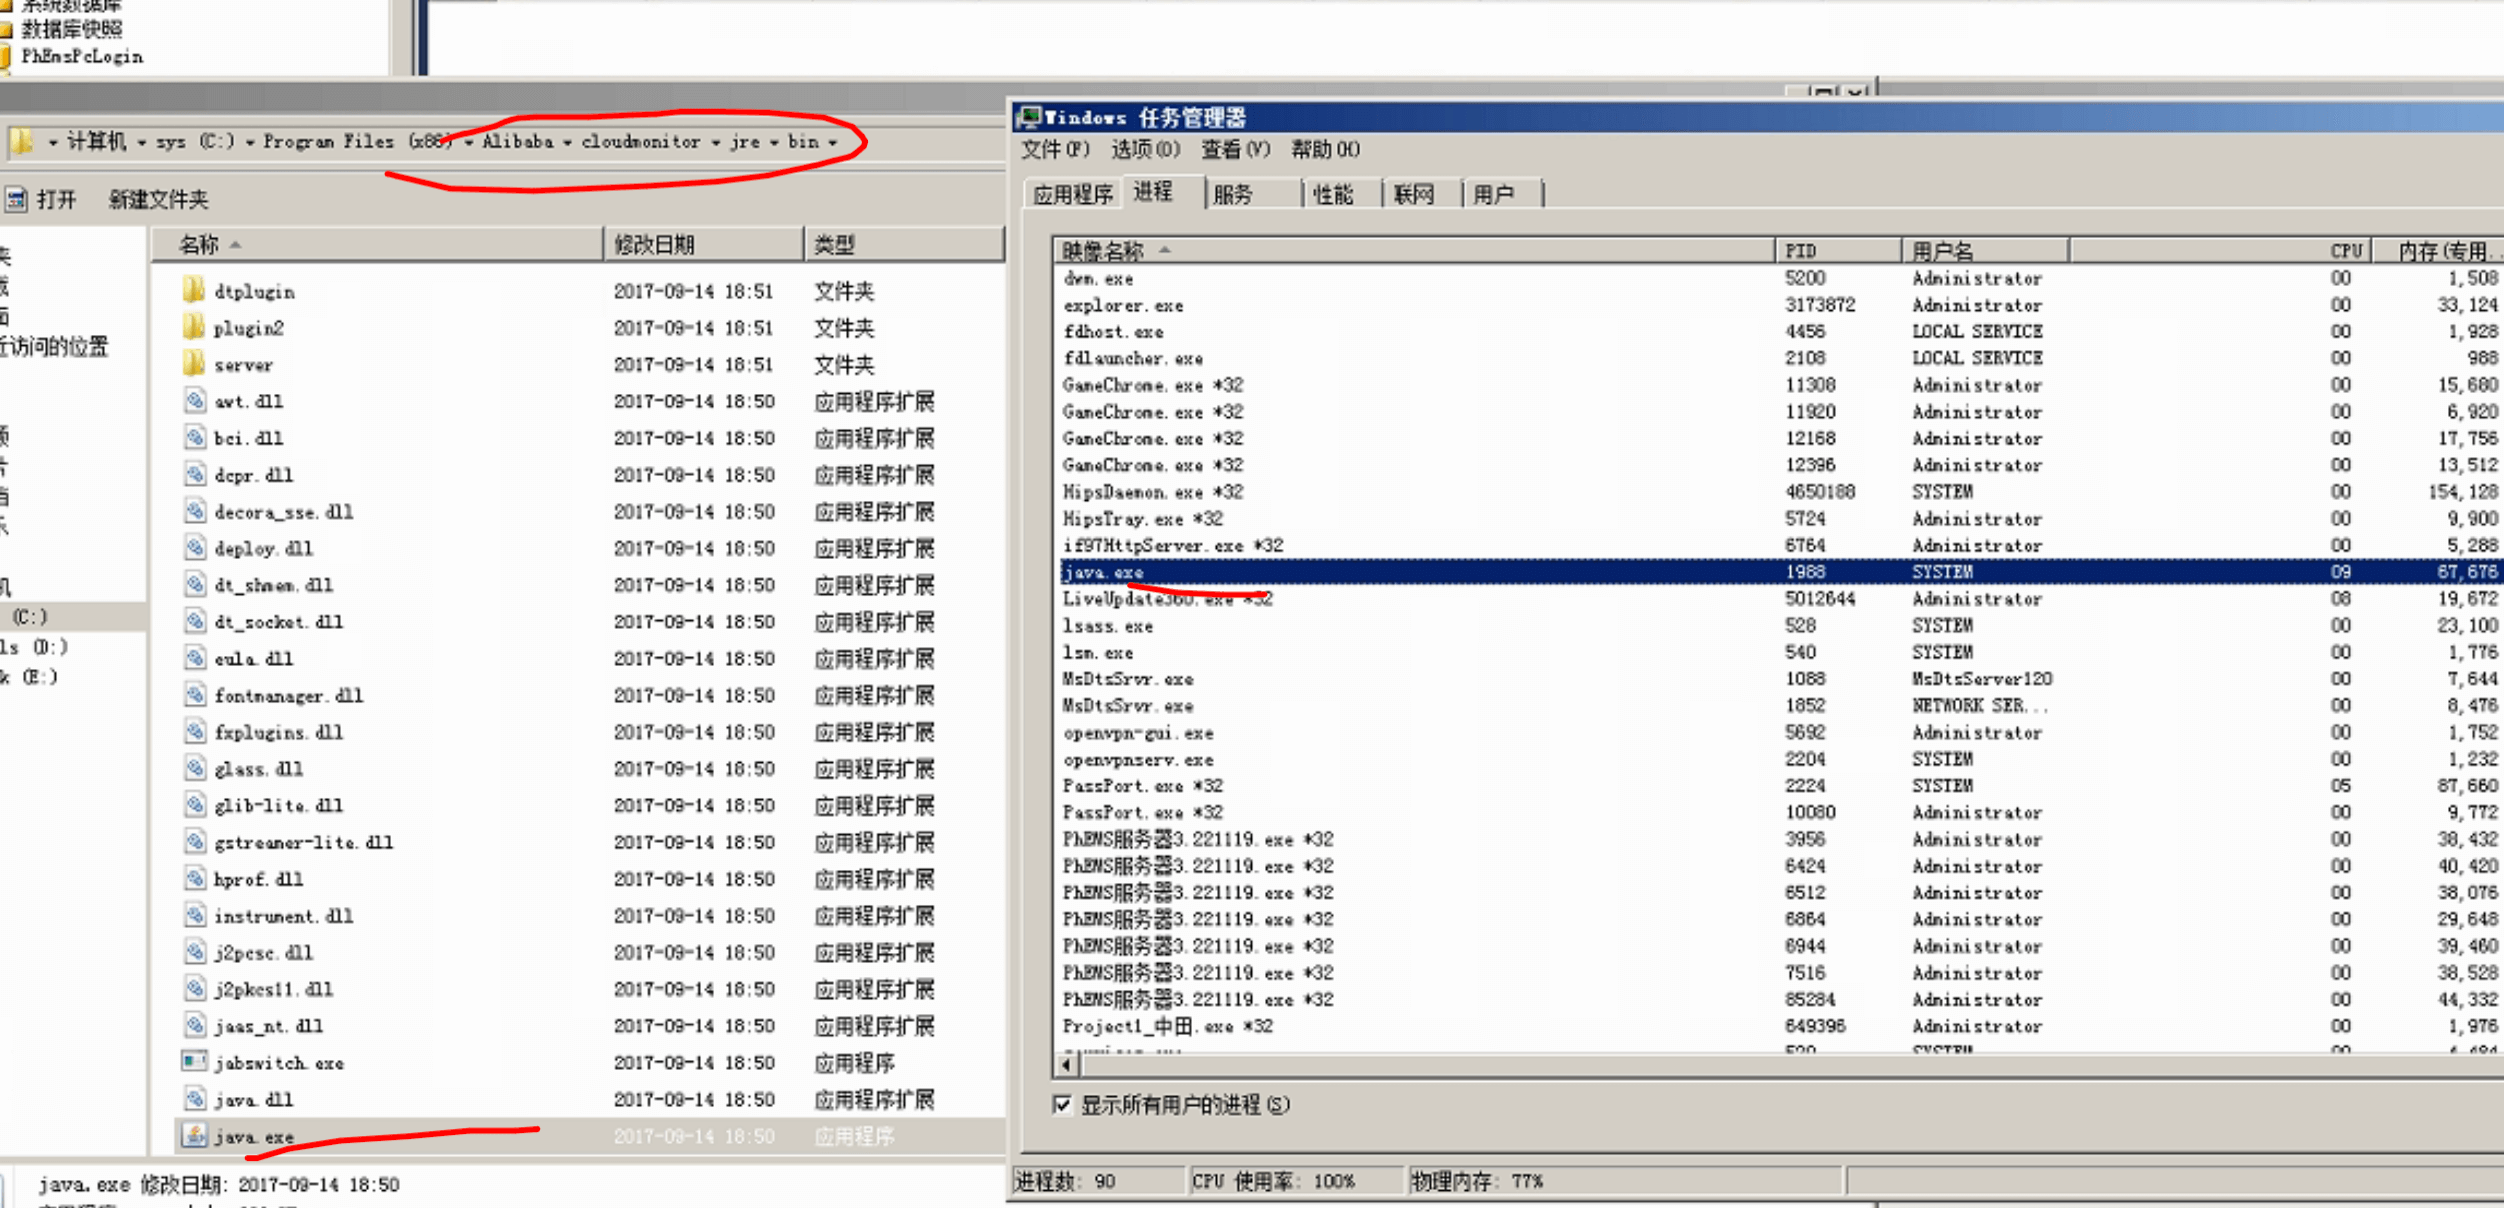 系统数据库
数据库快照
PhEmsPcLogin
计算机 sys (C:) Program Files (x86) Alibaba cloudmonitor jre bin
打开 新建文件夹
近访问的位置
(C:)
ls (D:)
k (E:)
名称 修改日期 类型
dtplugin 2017-09-14 18:51 文件夹
plugin2 2017-09-14 18:51 文件夹
server 2017-09-14 18:51 文件夹
awt.dll 2017-09-14 18:50 应用程序扩展
bci.dll 2017-09-14 18:50 应用程序扩展
dcpr.dll 2017-09-14 18:50 应用程序扩展
decora_sse.dll 2017-09-14 18:50 应用程序扩展
deploy.dll 2017-09-14 18:50 应用程序扩展
dt_shmem.dll 2017-09-14 18:50 应用程序扩展
dt_socket.dll 2017-09-14 18:50 应用程序扩展
eula.dll 2017-09-14 18:50 应用程序扩展
fontmanager.dll 2017-09-14 18:50 应用程序扩展
fxplugins.dll 2017-09-14 18:50 应用程序扩展
glass.dll 2017-09-14 18:50 应用程序扩展
glib-lite.dll 2017-09-14 18:50 应用程序扩展
gstreamer-lite.dll 2017-09-14 18:50 应用程序扩展
hprof.dll 2017-09-14 18:50 应用程序扩展
instrument.dll 2017-09-14 18:50 应用程序扩展
j2pcsc.dll 2017-09-14 18:50 应用程序扩展
j2pkcs11.dll 2017-09-14 18:50 应用程序扩展
jaas_nt.dll 2017-09-14 18:50 应用程序扩展
jabswitch.exe 2017-09-14 18:50 应用程序
java.dll 2017-09-14 18:50 应用程序扩展
java.exe 2017-09-14 18:50 应用程序
java.exe 修改日期: 2017-09-14 18:50
Windows 任务管理器
文件(F) 选项(O) 查看(V) 帮助(H)
应用程序 进程 服务 性能 联网 用户
映像名称 PID 用户名 CPU 内存(专用...
dwm.exe 5200 Administrator 00 1,508
explorer.exe 3173872 Administrator 00 33,124
fdhost.exe 4456 LOCAL SERVICE 00 1,928
fdlauncher.exe 2108 LOCAL SERVICE 00 988
GameChrome.exe *32 11308 Administrator 00 15,680
GameChrome.exe *32 11920 Administrator 00 6,920
GameChrome.exe *32 12168 Administrator 00 17,756
GameChrome.exe *32 12396 Administrator 00 13,512
HipsDaemon.exe *32 4650188 SYSTEM 00 154,128
HipsTray.exe *32 5724 Administrator 00 9,900
if97HttpServer.exe *32 6764 Administrator 00 5,288
java.exe 1988 SYSTEM 09 67,676
LiveUpdate360.exe *32 5012644 Administrator 08 19,672
lsass.exe 528 SYSTEM 00 23,100
lsm.exe 540 SYSTEM 00 1,776
MsDtsSrvr.exe 1088 MsDtsServer120 00 7,644
MsDtsSrvr.exe 1852 NETWORK SER... 00 8,476
openvpn-gui.exe 5692 Administrator 00 1,752
openvpnserv.exe 2204 SYSTEM 00 1,232
PassPort.exe *32 2224 SYSTEM 05 87,660
PassPort.exe *32 10080 Administrator 00 9,772
PhEMS服务器3.221119.exe *32 3956 Administrator 00 38,432
PhEMS服务器3.221119.exe *32 6424 Administrator 00 40,420
PhEMS服务器3.221119.exe *32 6512 Administrator 00 38,076
PhEMS服务器3.221119.exe *32 6864 Administrator 00 29,648
PhEMS服务器3.221119.exe *32 6944 Administrator 00 39,460
PhEMS服务器3.221119.exe *32 7516 Administrator 00 38,528
PhEMS服务器3.221119.exe *32 85284 Administrator 00 44,332
Project1_中田.exe *32 649396 Administrator 00 1,976
显示所有用户的进程(S)
进程数: 90 CPU 使用率: 100% 物理内存: 77%